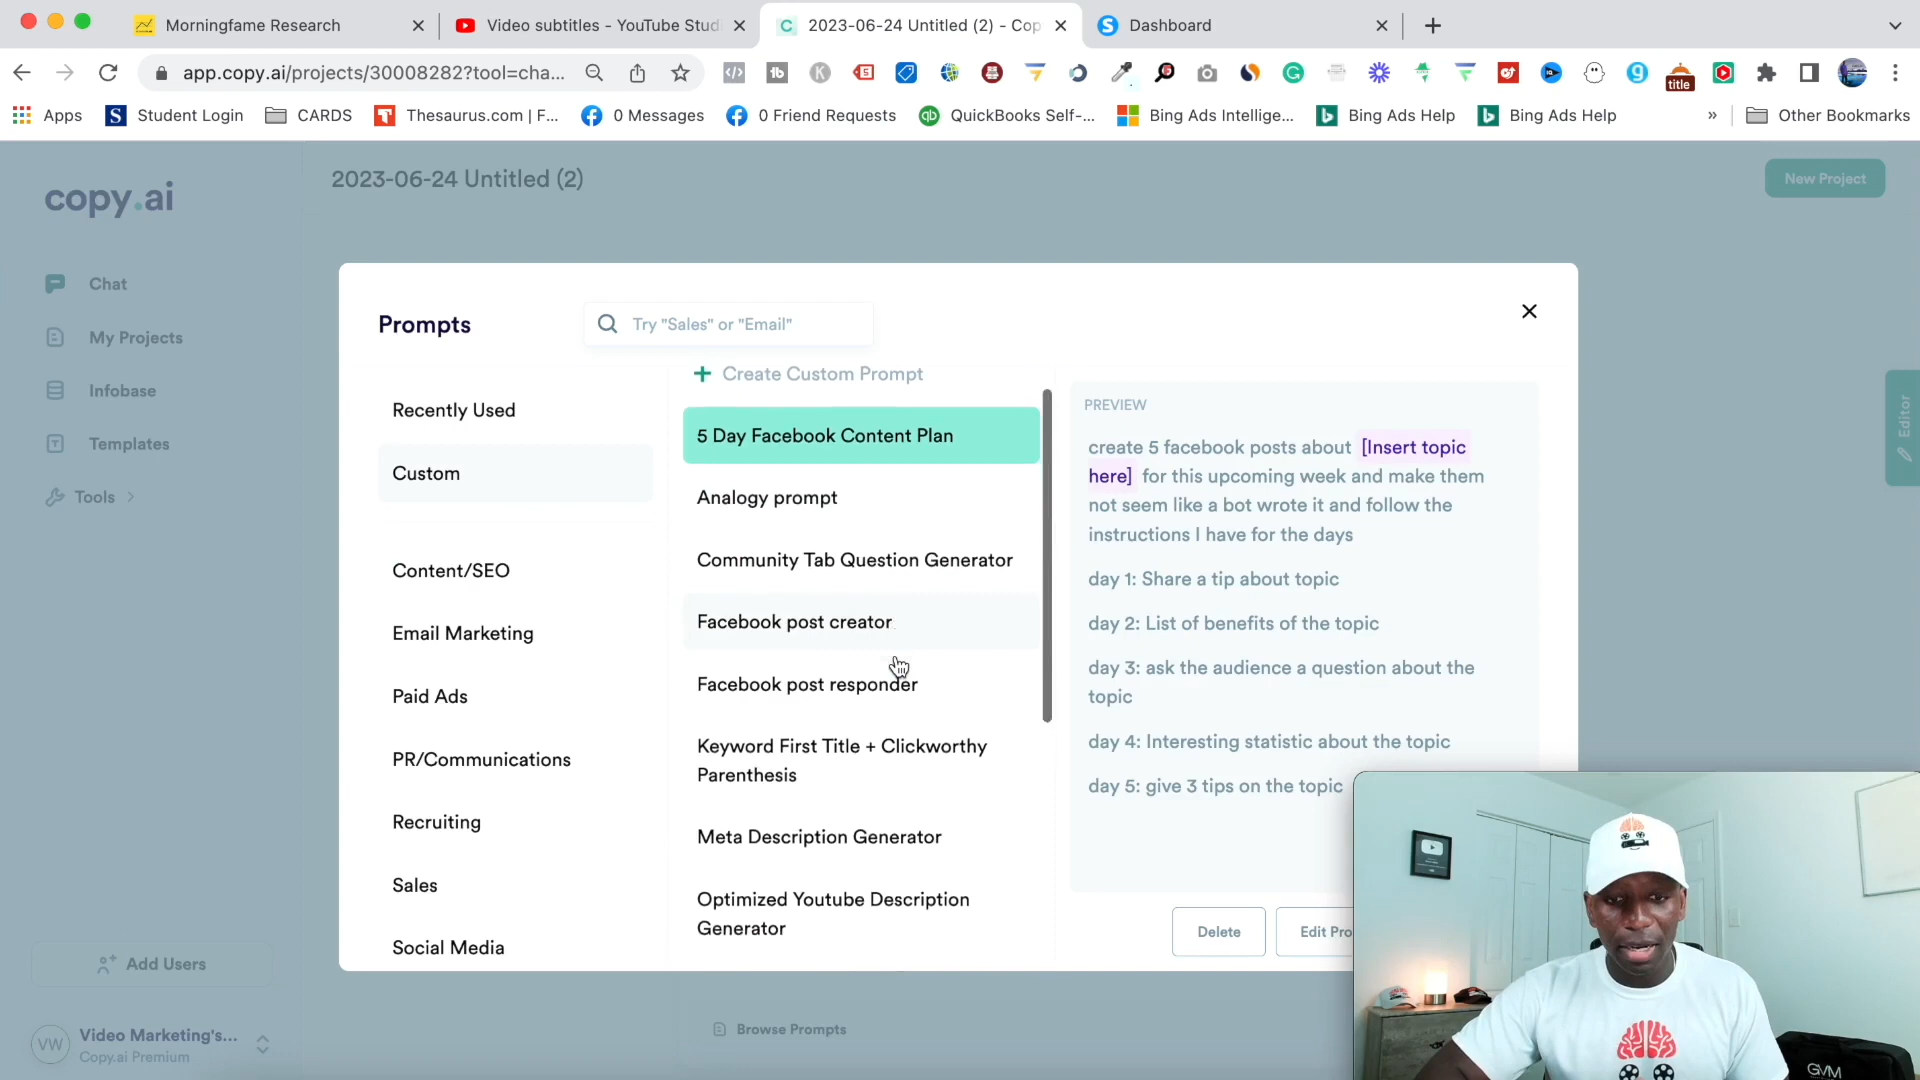 Morningfame Research
Video subtitles - YouTube Stud
2023-06-24 Untitled (2) - Cop
Dashboard
app.copy.ai/projects/30008282?tool=cha...
title
Apps
Student Login
CARDS
Thesaurus.com | F...
0 Messages
0 Friend Requests
QuickBooks Self-...
Bing Ads Intellige...
Bing Ads Help
Bing Ads Help
»
Other Bookmarks
copy.ai
2023-06-24 Untitled (2)
New Project
Chat
My Projects
Infobase
Templates
Tools
Add Users
VW
Video Marketing's...
Copy.ai Premium
Prompts
Try "Sales" or "Email"
Recently Used
Custom
Content/SEO
Email Marketing
Paid Ads
PR/Communications
Recruiting
Sales
Social Media
Create Custom Prompt
5 Day Facebook Content Plan
Analogy prompt
Community Tab Question Generator
Facebook post creator
Facebook post responder
Keyword First Title + Clickworthy
Parenthesis
Meta Description Generator
Optimized Youtube Description
Generator
PREVIEW
create 5 facebook posts about [Insert topic
here] for this upcoming week and make them
not seem like a bot wrote it and follow the
instructions I have for the days
day 1: Share a tip about topic
day 2: List of benefits of the topic
day 3: ask the audience a question about the
topic
day 4: Interesting statistic about the topic
day 5: give 3 tips on the topic
Delete
Edit Pro
Editor
Browse Prompts
GVM